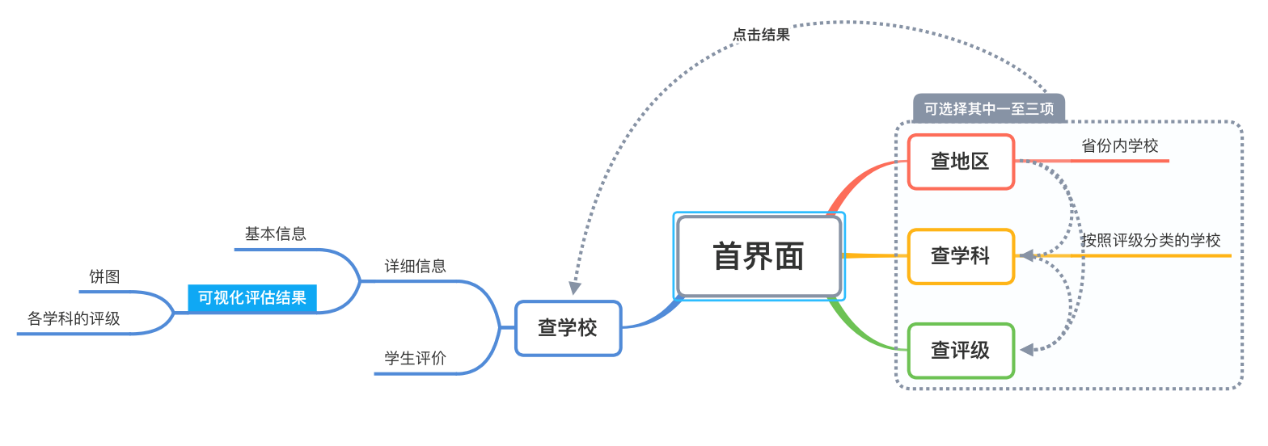 点击结果
可选择其中一至三项
查地区
省份内学校
首界面
查学科
按照评级分类的学校
查评级
基本信息
详细信息
饼图
可视化评估结果
各学科的评级
查学校
学生评价